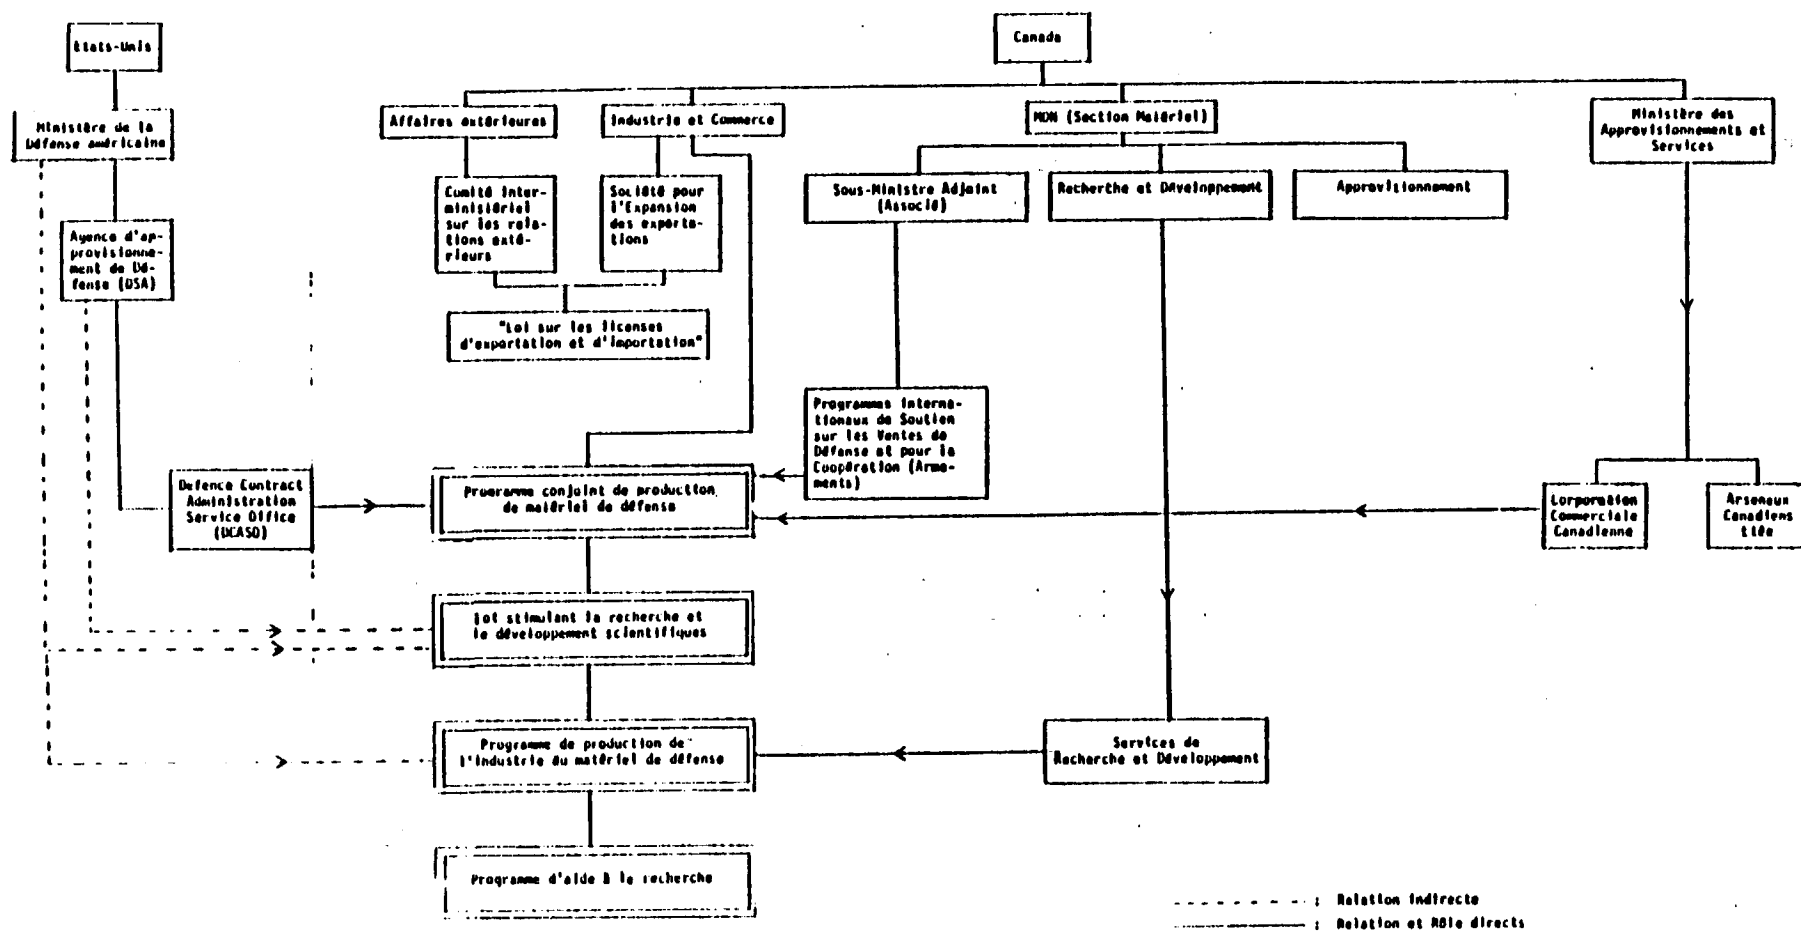 Etats-Unis
Canada
Ministère de la
Défense américaine
Affaires extérieures
Industrie et Commerce
MDN (Section Matériel)
Ministère des
Approvisionnements et
Services
Comité Inter-
ministériel
sur les rela-
tions exté-
rieurs
Société pour
l'Expansion
des exporta-
tions
Sous-Ministre Adjoint
(Associé)
Recherche et Développement
Approvisionnement
Agence d'ap-
provisionne-
ment de Dé-
fense (DSA)
"Loi sur les licenses
d'exportation et d'importation"
Programmes Interna-
tionaux de Soutien
sur les Ventes de
Défense et pour la
Coopération (Arme-
ments)
Defence Contract
Administration
Service Office
(DCASO)
Programme conjoint de production
de matériel de défense
Corporation
Commerciale
Canadienne
Arsenaux
Canadiens
Ltée
Loi stimulant la recherche et
le développement scientifiques
Programme de production de
l'industrie du matériel de défense
Services de
Recherche et Développement
Programme d'aide à la recherche
: Relation indirecte
: Relation et Rôle directs